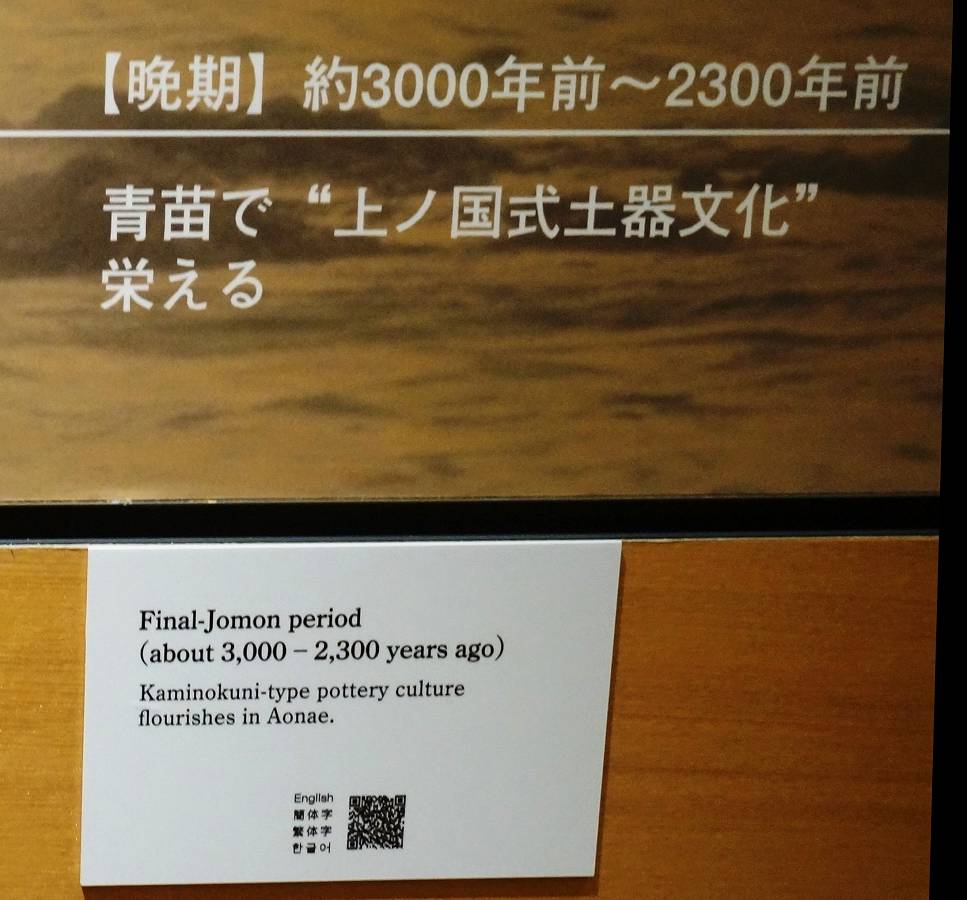 【晩期】約3000年前～2300年前
青苗で“上ノ国式土器文化”
栄える
Final-Jomon period
(about 3,000 – 2,300 years ago)
Kaminokuni-type pottery culture
flourishes in Aonae.
English
簡体字
繁体字
한글어